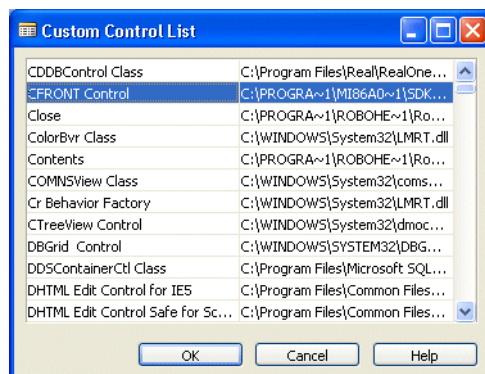 Custom Control List
CDDBControl Class C:\Program Files\Real\RealOne...
CFRONT Control C:\PROGRA~1\MI86A0~1\SDK...
Close C:\PROGRA~1\ROBOHE~1\Ro...
ColorBvr Class C:\WINDOWS\System32\LMRT.dll
Contents C:\PROGRA~1\ROBOHE~1\Ro...
COMNSView Class C:\WINDOWS\System32\coms...
Cr Behavior Factory C:\WINDOWS\System32\LMRT.dll
CTreeView Control C:\WINDOWS\System32\dmoc...
DBGrid Control C:\WINDOWS\SYSTEM32\DBG...
DDSContainerCtl Class C:\Program Files\Microsoft SQL...
DHTML Edit Control for IE5 C:\Program Files\Common Files...
DHTML Edit Control Safe for Sc... C:\Program Files\Common Files...
OK Cancel Help